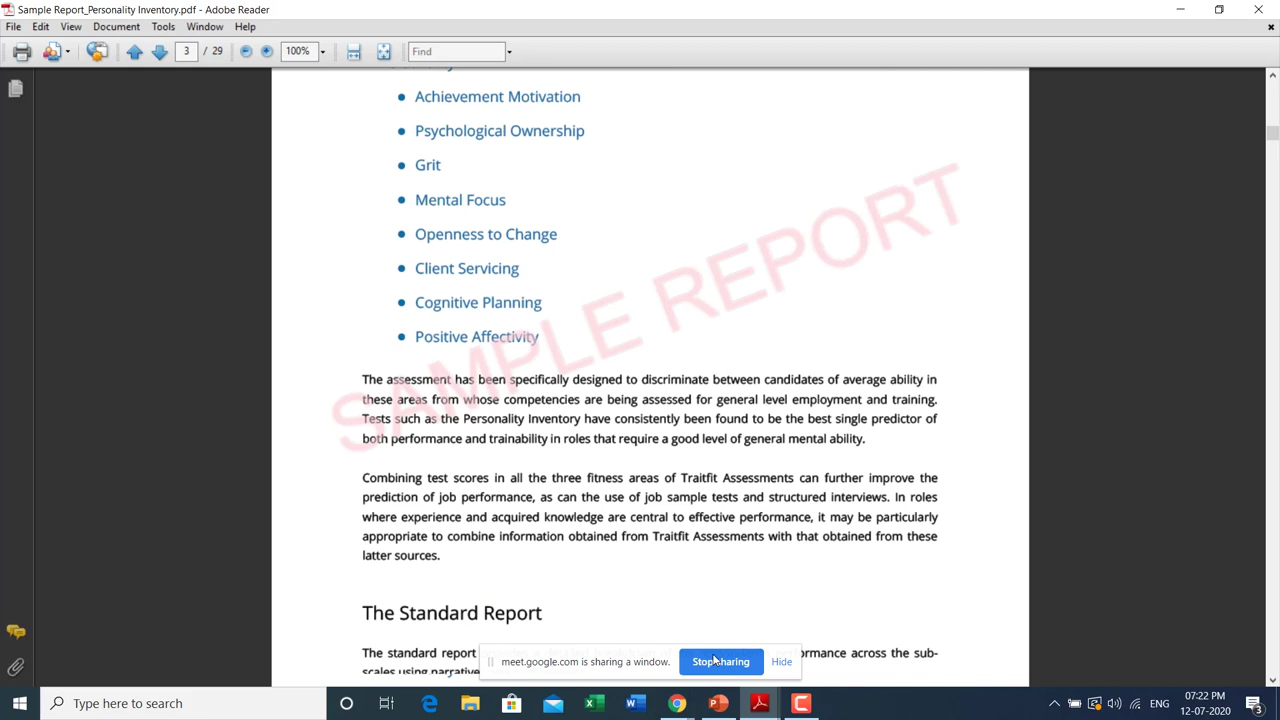 Sample Report_Personality Inventory.pdf - Adobe Reader
File Edit View Document Tools Window Help
3 / 29 100% Find
Achievement Motivation
Psychological Ownership
Grit
Mental Focus
Openness to Change
Client Servicing
Cognitive Planning
Positive Affectivity
SAMPLE REPORT
The assessment has been specifically designed to discriminate between candidates of average ability in
these areas from whose competencies are being assessed for general level employment and training.
Tests such as the Personality Inventory have consistently been found to be the best single predictor of
both performance and trainability in roles that require a good level of general mental ability.
Combining test scores in all the three fitness areas of Traitfit Assessments can further improve the
prediction of job performance, as can the use of job sample tests and structured interviews. In roles
where experience and acquired knowledge are central to effective performance, it may be particularly
appropriate to combine information obtained from Traitfit Assessments with that obtained from these
latter sources.
The Standard Report
The standard report performance across the sub-
scales using narrative
meet.google.com is sharing a window. Stop sharing Hide
Type here to search
ENG 07:22 PM
12-07-2020 3